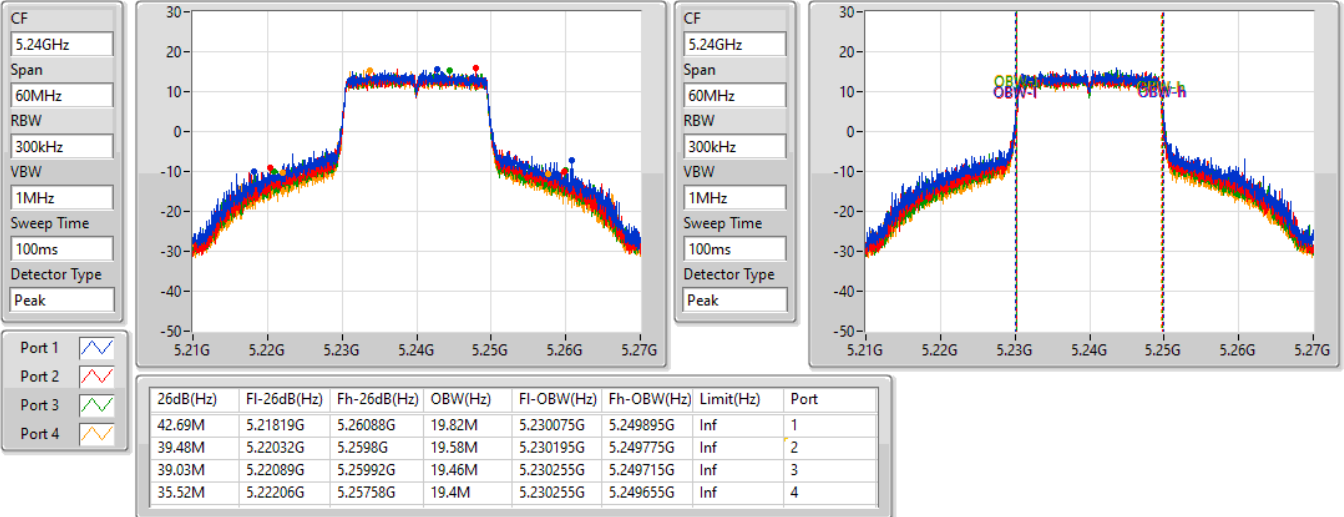 CF
5.24GHz
Span
60MHz
RBW
300kHz
VBW
1MHz
Sweep Time
100ms
Detector Type
Peak
30
20
10
0
-10
-20
-30
-40
-50
5.21G 5.22G 5.23G 5.24G 5.25G 5.26G 5.27G
CF
5.24GHz
Span
60MHz
RBW
300kHz
VBW
1MHz
Sweep Time
100ms
Detector Type
Peak
30
20
10
0
-10
-20
-30
-40
-50
OBW-l
OBW-h
5.21G 5.22G 5.23G 5.24G 5.25G 5.26G 5.27G
Port 1
Port 2
Port 3
Port 4
26dB(Hz) Fl-26dB(Hz) Fh-26dB(Hz) OBW(Hz) Fl-OBW(Hz) Fh-OBW(Hz) Limit(Hz) Port
42.69M 5.21819G 5.26088G 19.82M 5.230075G 5.249895G Inf 1
39.48M 5.22032G 5.2598G 19.58M 5.230195G 5.249775G Inf 2
39.03M 5.22089G 5.25992G 19.46M 5.230255G 5.249715G Inf 3
35.52M 5.22206G 5.25758G 19.4M 5.230255G 5.249655G Inf 4